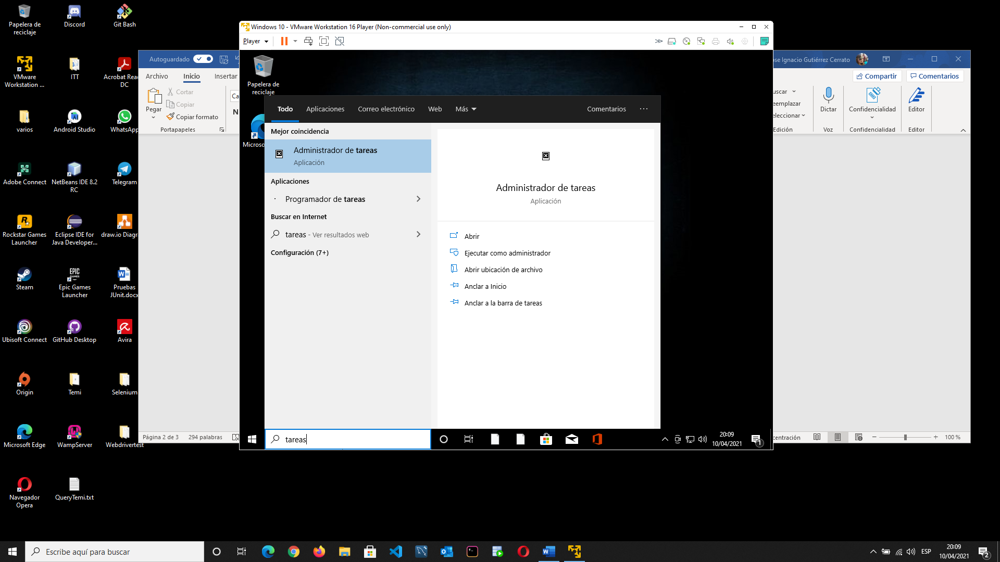 Papelera de
reciclaje
Discord
Git Bash
VMware
Workstation ...
ITT
Acrobat Rea
DC
varios
Android Studio
WhatsApp
Adobe Connect
NetBeans IDE 8.2
RC
Telegram
Rockstar Games
Launcher
Eclipse IDE for
Java Developer...
draw.io Diagr
Steam
EPIC
GAMES
Epic Games
Launcher
Pruebas
JUnit.docx
Ubisoft Connect
GitHub Desktop
Avira
Origin
Temi
Selenium
Microsoft Edge
WampServer
Webdrivertest
Navegador
Opera
QueryTemi.txt
Autoguardado
Archivo
Inicio
Insertar
Pegar
Cortar
Copiar
Copiar formato
Portapapeles
Ca
N
Página 2 de 3
294 palabras
Windows 10 - VMware Workstation 16 Player (Non-commercial use only)
Player
Papelera de
reciclaje
Microso
Todo
Aplicaciones
Correo electrónico
Web
Más
Comentarios
...
Mejor coincidencia
Administrador de tareas
Aplicación
Aplicaciones
Programador de tareas
Buscar en Internet
tareas - Ver resultados web
Configuración (7+)
Administrador de tareas
Aplicación
Abrir
Ejecutar como administrador
Abrir ubicación de archivo
Anclar a Inicio
Anclar a la barra de tareas
tareas
20:09
10/04/2021
1
ose Ignacio Gutiérrez Cerrato
Compartir
Comentarios
uscar
eemplazar
eleccionar
Edición
Dictar
Voz
Confidencialidad
Confidencialidad
Editor
Editor
centración
100 %
Escribe aquí para buscar
ESP
20:09
10/04/2021
2